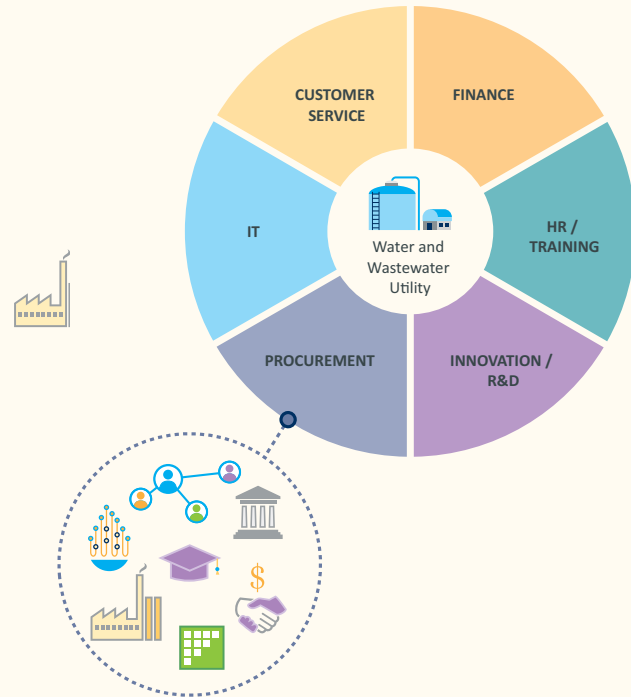 CUSTOMER
SERVICE
FINANCE
IT
HR /
TRAINING
Water and
Wastewater
Utility
PROCUREMENT
INNOVATION /
R&D
$